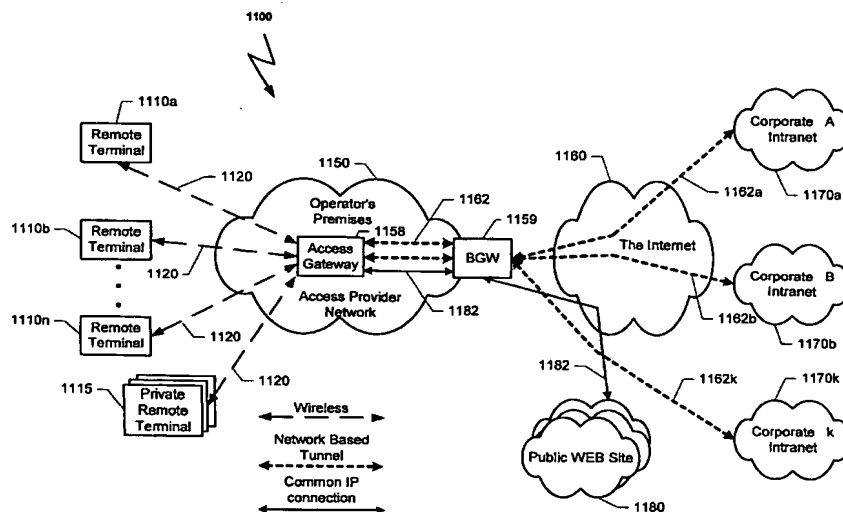 1100
1110a
Remote
Terminal
1120
1150
Operator's
Premises
1162
1158
1159
1160
Corporate A
Intranet
1162a
1170a
1110b
Remote
Terminal
1120
Access
Gateway
BGW
The Internet
Corporate B
Intranet
Access Provider
Network
1182
1162b
1170b
1110n
Remote
Terminal
1120
1120
1115
Private
Remote
Terminal
1182
1162k
1170k
Wireless
Network Based
Tunnel
Common IP
connection
Public WEB Site
1180
Corporate k
Intranet